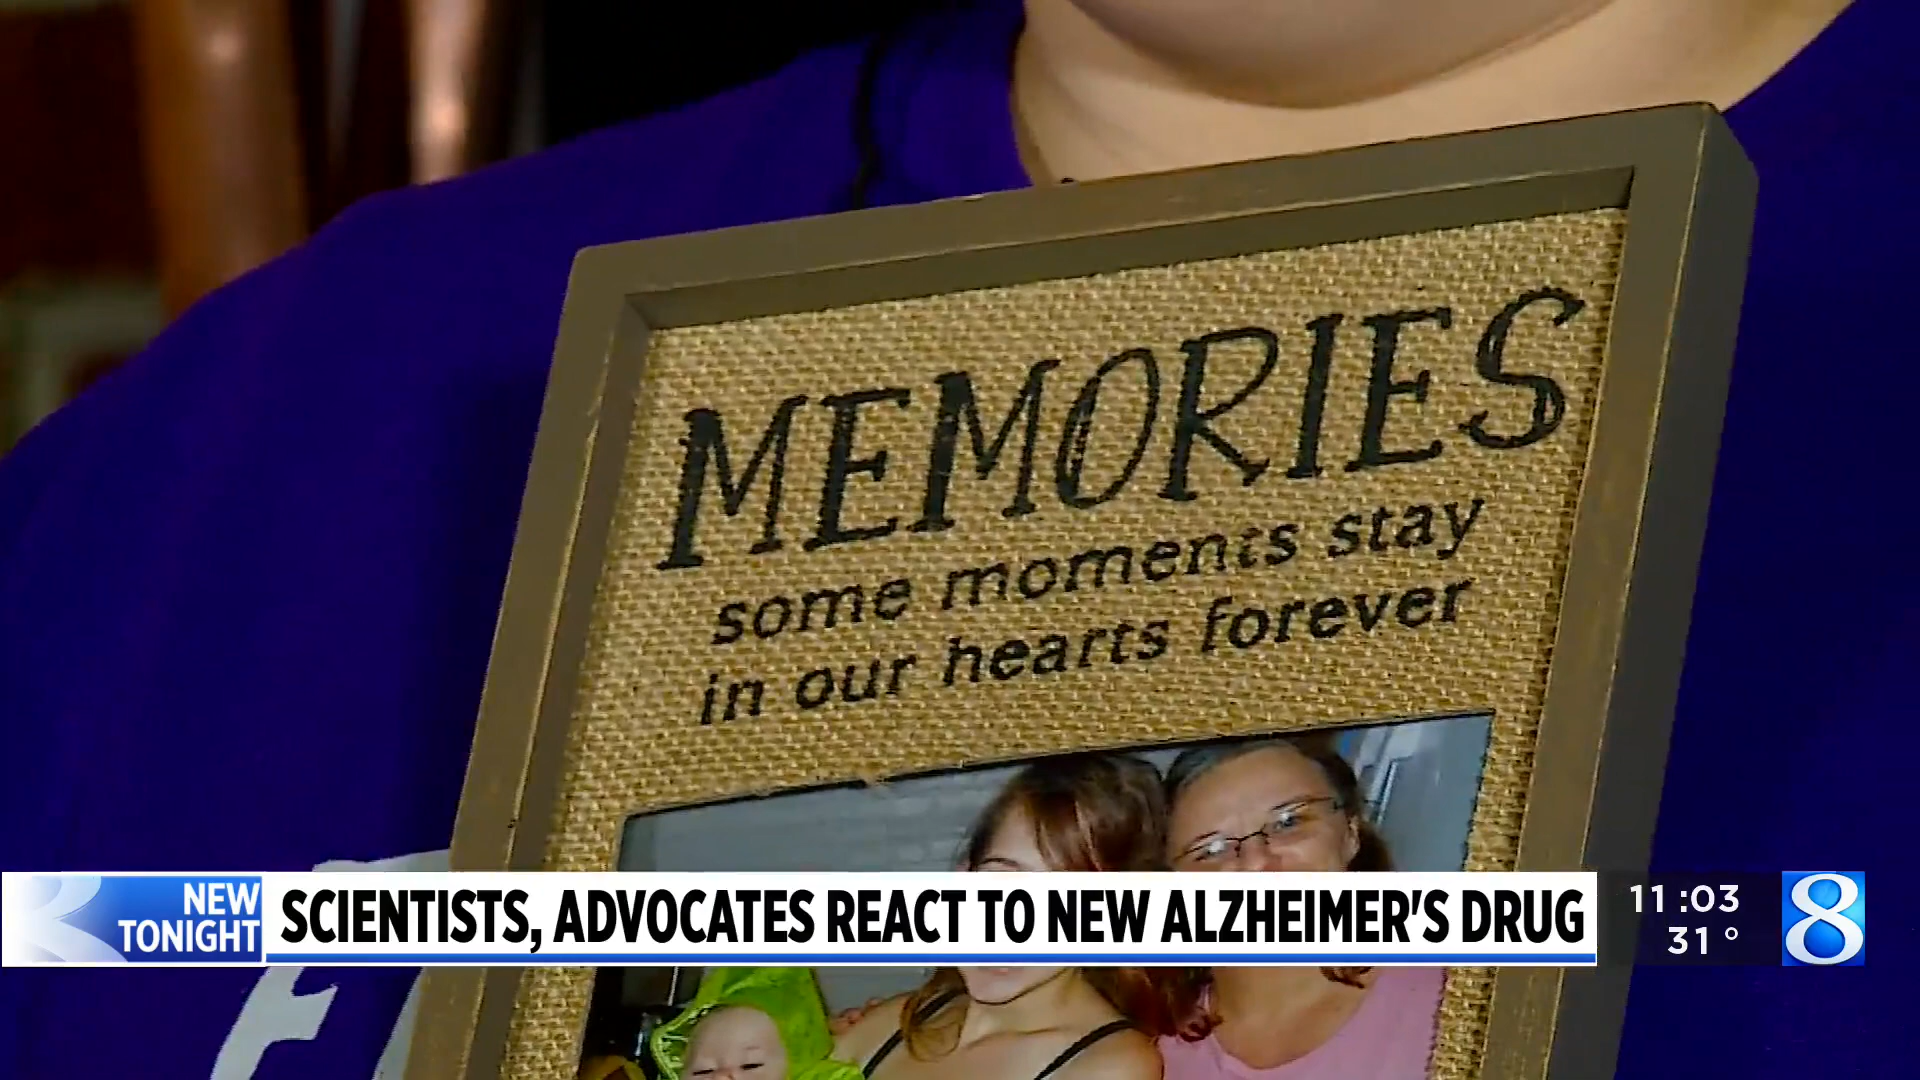 MEMORIES
some moments stay
in our hearts forever
NEW
TONIGHT
SCIENTISTS, ADVOCATES REACT TO NEW ALZHEIMER'S DRUG
11:03
31°
8